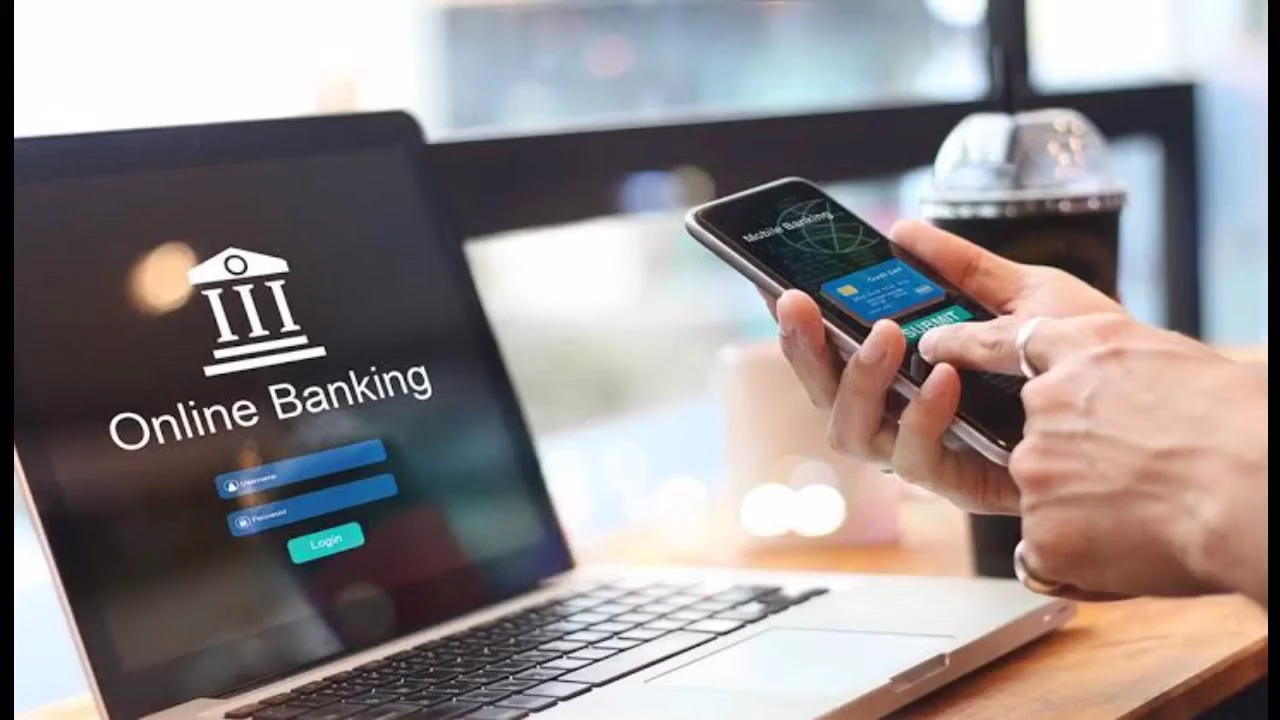 Online Banking
Username
Password
Login
Mobile Banking
Credit Card
SUBMIT